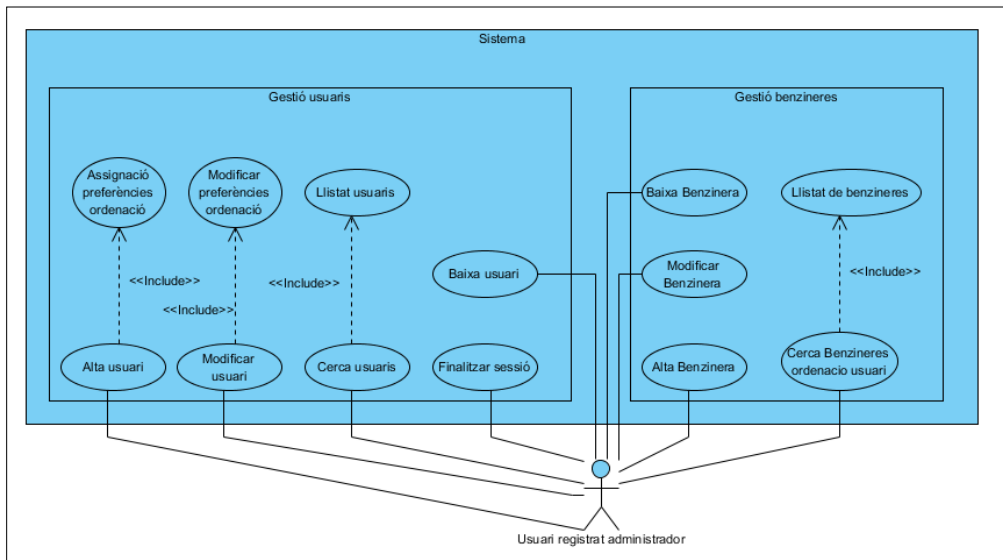 Sistema
Gestió usuaris
Gestió benzineres
Assignació
preferències
ordenació
Modificar
preferències
ordenació
Llistat usuaris
Baixa Benzinera
Llistat de benzineres
Baixa usuari
Modificar
Benzinera
<<Include>>
<<Include>>
<<Include>>
<<Include>>
Alta usuari
Modificar
usuari
Cerca usuaris
Finalitzar sessió
Alta Benzinera
Cerca Benzineres
ordenacio usuari
Usuari registrat administrador